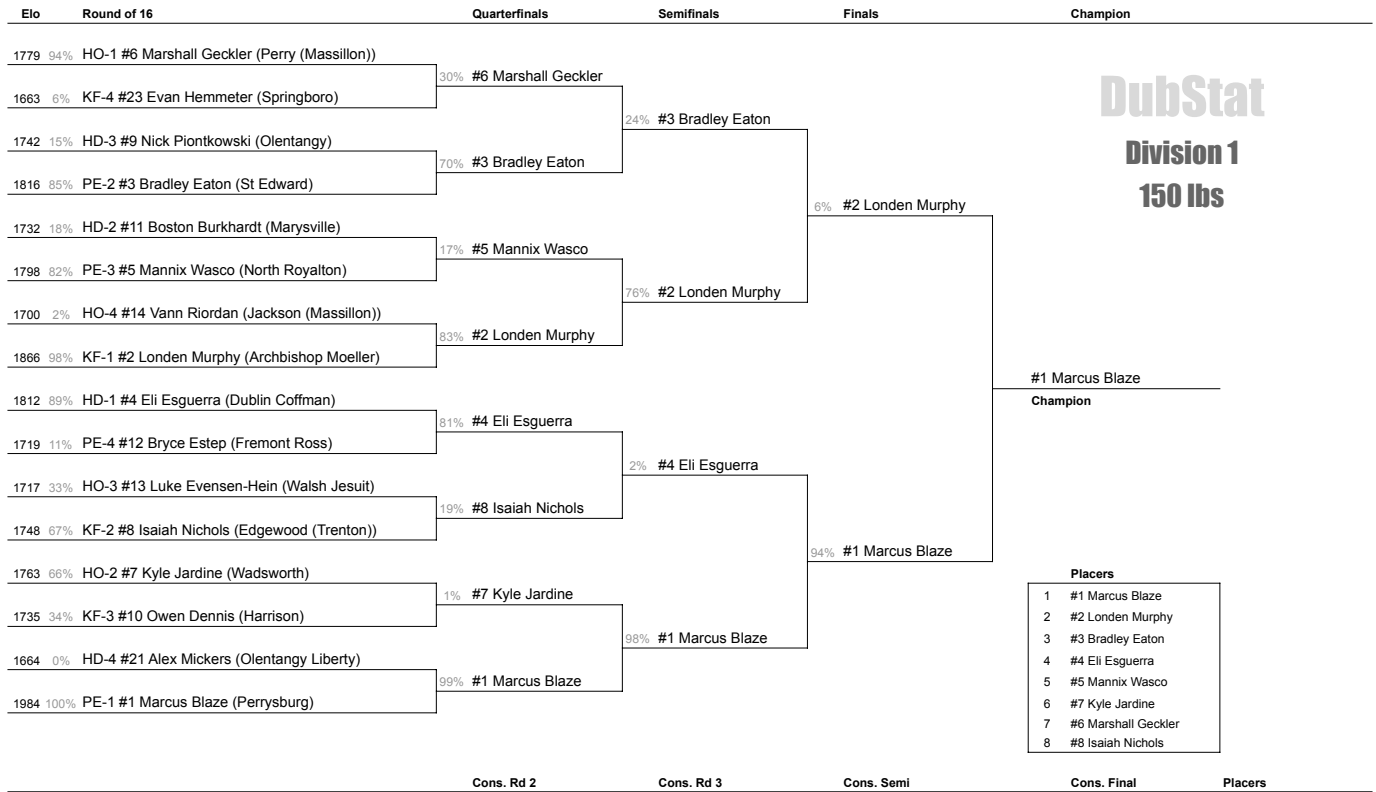 Elo Round of 16 Quarterfinals Semifinals Finals Champion
1779 94% HO-1 #6 Marshall Geckler (Perry (Massillon))
30% #6 Marshall Geckler
1663 6% KF-4 #23 Evan Hemmeter (Springboro)
24% #3 Bradley Eaton
1742 15% HD-3 #9 Nick Piontkowski (Olentangy)
70% #3 Bradley Eaton
1816 85% PE-2 #3 Bradley Eaton (St Edward)
6% #2 Londen Murphy
1732 18% HD-2 #11 Boston Burkhardt (Marysville)
17% #5 Mannix Wasco
1798 82% PE-3 #5 Mannix Wasco (North Royalton)
76% #2 Londen Murphy
1700 2% HO-4 #14 Vann Riordan (Jackson (Massillon))
83% #2 Londen Murphy
1866 98% KF-1 #2 Londen Murphy (Archbishop Moeller)
#1 Marcus Blaze
Champion
1812 89% HD-1 #4 Eli Esguerra (Dublin Coffman)
81% #4 Eli Esguerra
1719 11% PE-4 #12 Bryce Estep (Fremont Ross)
2% #4 Eli Esguerra
1717 33% HO-3 #13 Luke Evensen-Hein (Walsh Jesuit)
19% #8 Isaiah Nichols
1748 67% KF-2 #8 Isaiah Nichols (Edgewood (Trenton))
94% #1 Marcus Blaze
1763 66% HO-2 #7 Kyle Jardine (Wadsworth)
1% #7 Kyle Jardine
1735 34% KF-3 #10 Owen Dennis (Harrison)
98% #1 Marcus Blaze
1664 0% HD-4 #21 Alex Mickers (Olentangy Liberty)
99% #1 Marcus Blaze
1984 100% PE-1 #1 Marcus Blaze (Perrysburg)
DubStat
Division 1
150 lbs
Placers
1 #1 Marcus Blaze
2 #2 Londen Murphy
3 #3 Bradley Eaton
4 #4 Eli Esguerra
5 #5 Mannix Wasco
6 #7 Kyle Jardine
7 #6 Marshall Geckler
8 #8 Isaiah Nichols
Cons. Rd 2 Cons. Rd 3 Cons. Semi Cons. Final Placers